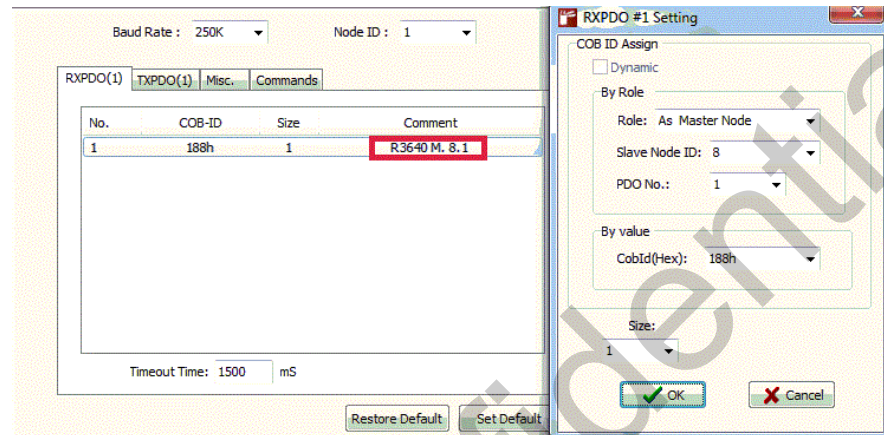 Baud Rate : 250K Node ID : 1
RXPDO(1) TXPDO(1) Misc. Commands
No. COB-ID Size Comment
1 188h 1 R3640 M. 8.1
Timeout Time: 1500 mS
Restore Default Set Default
RXPDO #1 Setting
COB ID Assign
Dynamic
By Role
Role: As Master Node
Slave Node ID: 8
PDO No.: 1
By value
CobId(Hex): 188h
Size:
1
OK Cancel